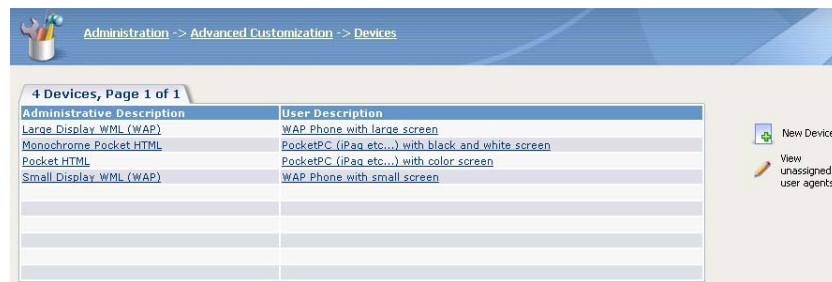 Administration -> Advanced Customization -> Devices
4 Devices, Page 1 of 1
Administrative Description User Description
Large Display WML (WAP) WAP Phone with large screen
Monochrome Pocket HTML PocketPC (iPaq etc...) with black and white screen
Pocket HTML PocketPC (iPaq etc...) with color screen
Small Display WML (WAP) WAP Phone with small screen
New Device
View
unassigned
user agents